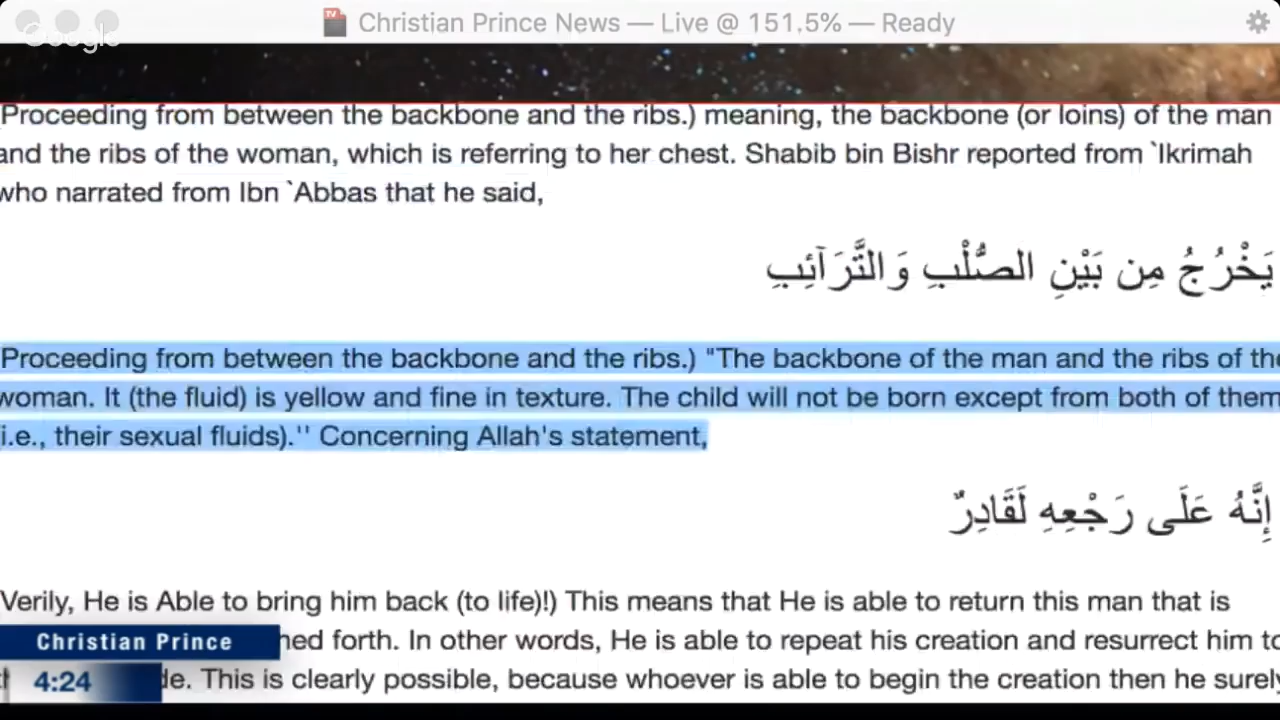 Christian Prince News — Live @ 151,5% — Ready
Google
Proceeding from between the backbone and the ribs.) meaning, the backbone (or loins) of the man
and the ribs of the woman, which is referring to her chest. Shabib bin Bishr reported from `Ikrimah
who narrated from Ibn `Abbas that he said,
يَخْرُجُ مِن بَيْنِ الصُّلْبِ وَالتَّرَآئِبِ
Proceeding from between the backbone and the ribs.) "The backbone of the man and the ribs of the
woman. It (the fluid) is yellow and fine in texture. The child will not be born except from both of them
i.e., their sexual fluids).'' Concerning Allah's statement,
إِنَّهُ عَلَى رَجْعِهِ لَقَادِرٌ
Verily, He is Able to bring him back (to life)!) This means that He is able to return this man that is
forth. In other words, He is able to repeat his creation and resurrect him to
This is clearly possible, because whoever is able to begin the creation then he surely
Christian Prince
4:24